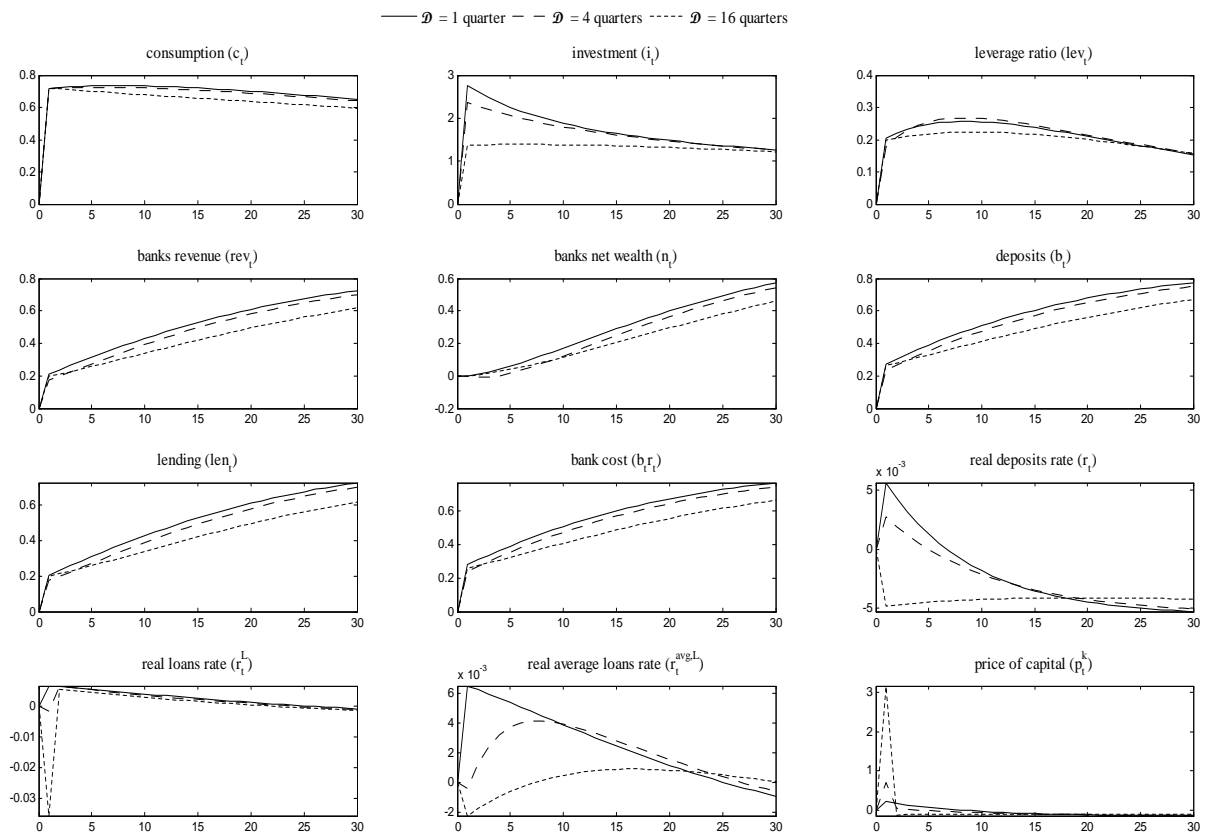 𝒟 = 1 quarter 𝒟 = 4 quarters 𝒟 = 16 quarters
consumption (c_t) investment (i_t) leverage ratio (lev_t)
0.8 3 0.4
0.6 2 0.3
0.4 0.2
0.2 1 0.1
0 0 0
0 5 10 15 20 25 30 0 5 10 15 20 25 30 0 5 10 15 20 25 30
banks revenue (rev_t) banks net wealth (n_t) deposits (b_t)
0.8 0.6 0.8
0.6 0.4 0.6
0.4 0.2 0.4
0.2 0 0.2
0 -0.2 0
0 5 10 15 20 25 30 0 5 10 15 20 25 30 0 5 10 15 20 25 30
lending (len_t) bank cost (b_t r_t) real deposits rate (r_t)
x 10^-3
0.6 0.6 5
0.4 0.4 0
0.2 0.2
0 0 -5
0 5 10 15 20 25 30 0 5 10 15 20 25 30 0 5 10 15 20 25 30
real loans rate (r_t^L) real average loans rate (r_t^avg,L) price of capital (p_t^k)
x 10^-3
0 6 3
-0.01 4 2
-0.02 2 1
-0.03 0 0
-2
0 5 10 15 20 25 30 0 5 10 15 20 25 30 0 5 10 15 20 25 30